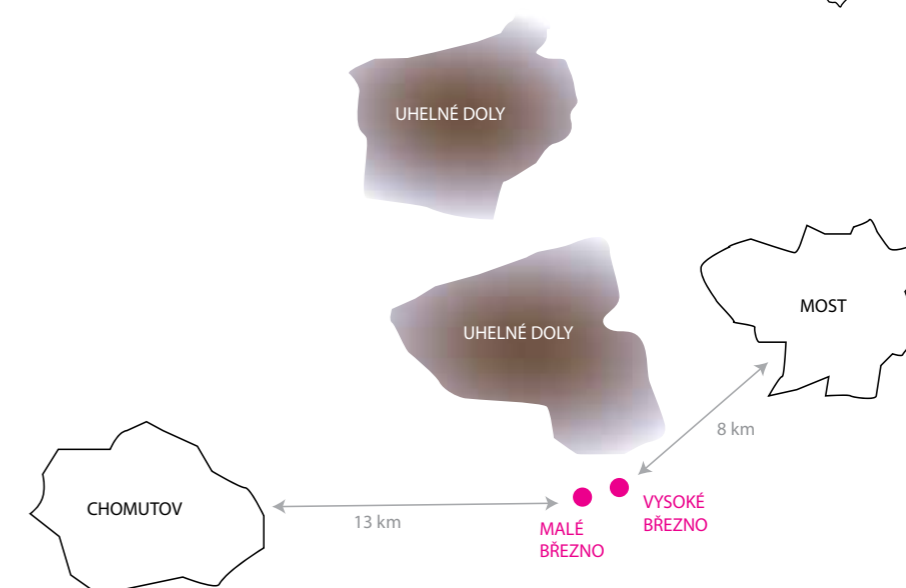 UHELNÉ DOLY
MOST
UHELNÉ DOLY
8 km
CHOMUTOV
13 km
MALÉ
BŘEZNO
VYSOKÉ
BŘEZNO